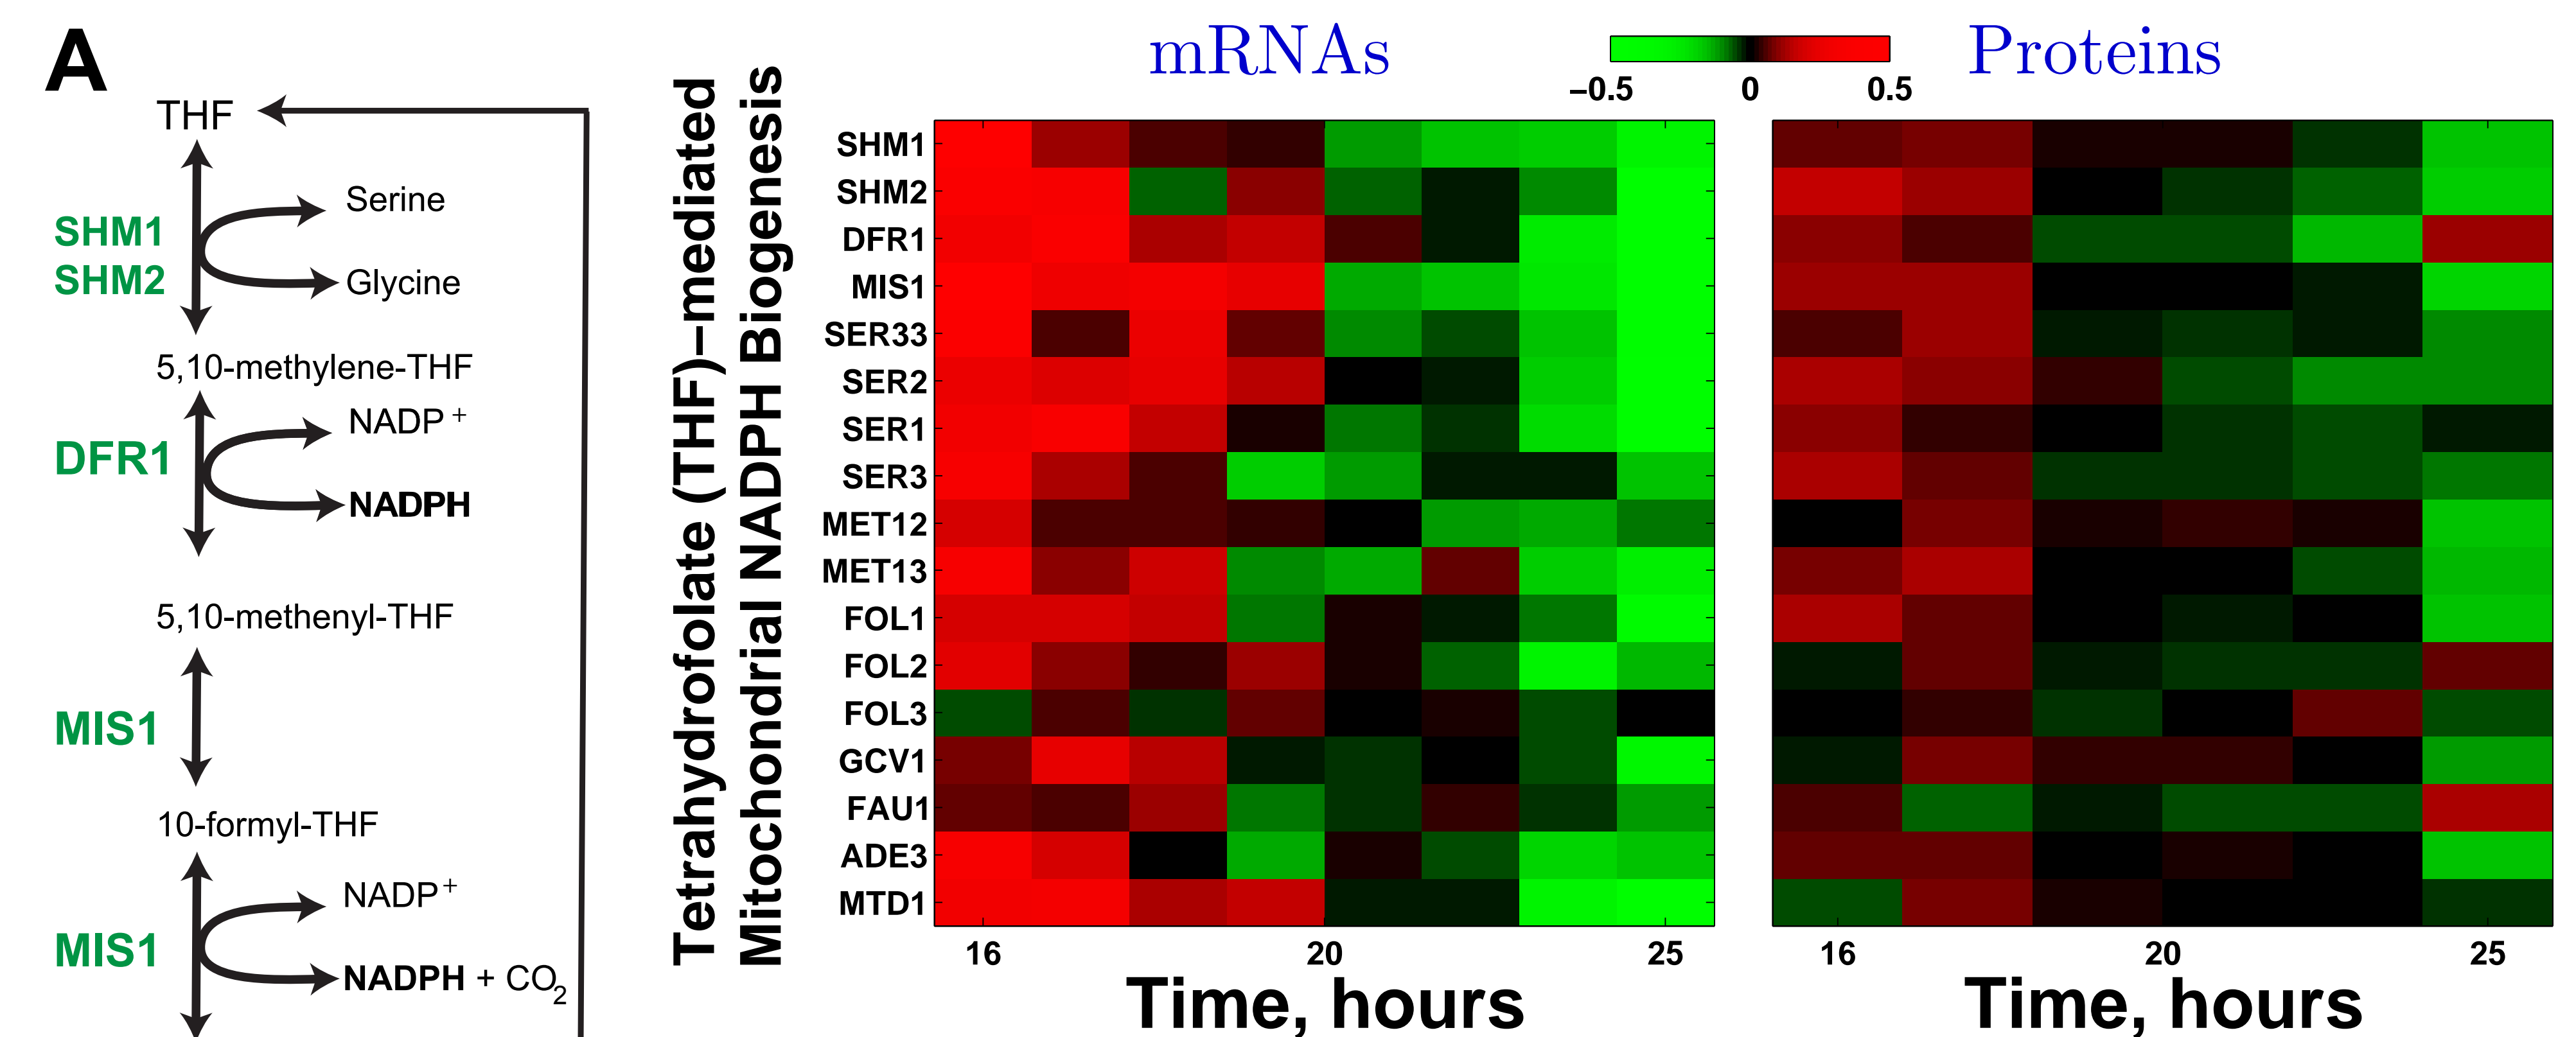 A
THF
Serine
SHM1
SHM2
Glycine
5,10-methylene-THF
NADP+
DFR1
NADPH
5,10-methenyl-THF
MIS1
10-formyl-THF
NADP+
MIS1
NADPH + CO2
Tetrahydrofolate (THF)–mediated
Mitochondrial NADPH Biogenesis
mRNAs
−0.5 0 0.5
Proteins
SHM1
SHM2
DFR1
MIS1
SER33
SER2
SER1
SER3
MET12
MET13
FOL1
FOL2
FOL3
GCV1
FAU1
ADE3
MTD1
16 20 25
Time, hours
16 20 25
Time, hours